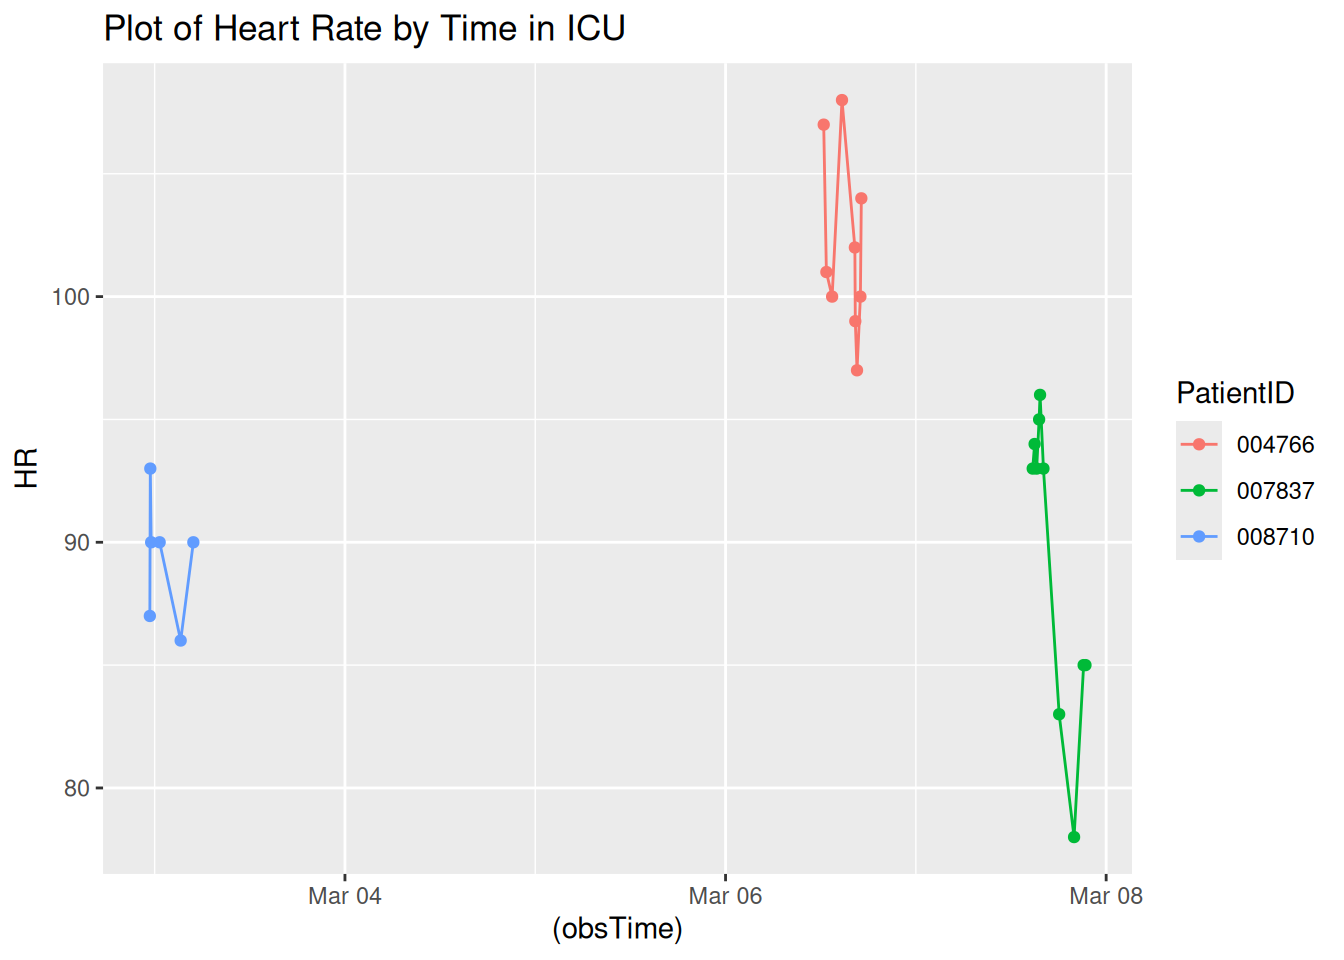 Plot of Heart Rate by Time in ICU
HR
100
90
80
Mar 04
Mar 06
Mar 08
(obsTime)
PatientID
004766
007837
008710